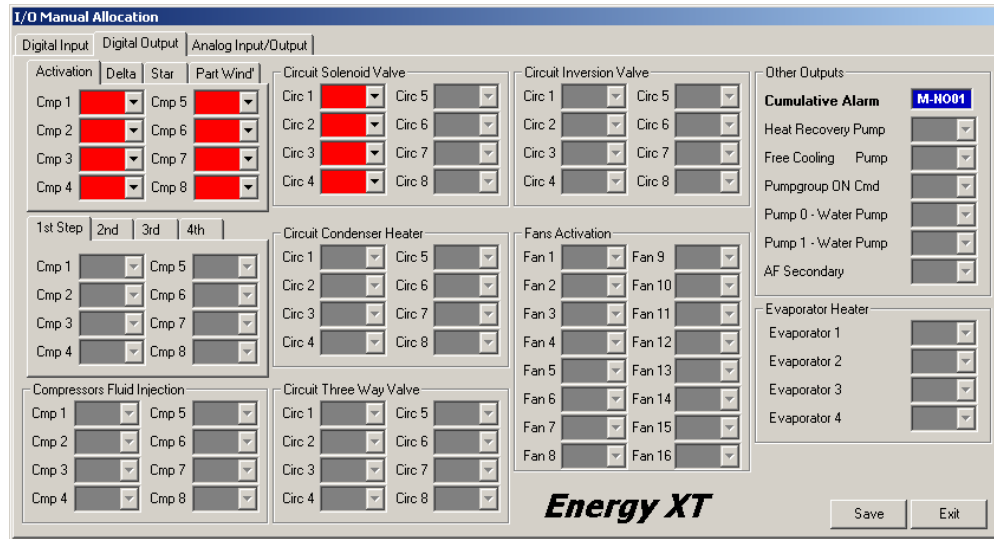 I/O Manual Allocation
Digital Input Digital Output Analog Input/Output
Activation Delta Star Part Wind'
Cmp 1 Cmp 5
Cmp 2 Cmp 6
Cmp 3 Cmp 7
Cmp 4 Cmp 8
1st Step 2nd 3rd 4th
Cmp 1 Cmp 5
Cmp 2 Cmp 6
Cmp 3 Cmp 7
Cmp 4 Cmp 8
Compressors Fluid Injection
Cmp 1 Cmp 5
Cmp 2 Cmp 6
Cmp 3 Cmp 7
Cmp 4 Cmp 8
Circuit Solenoid Valve
Circ 1 Circ 5
Circ 2 Circ 6
Circ 3 Circ 7
Circ 4 Circ 8
Circuit Condenser Heater
Circ 1 Circ 5
Circ 2 Circ 6
Circ 3 Circ 7
Circ 4 Circ 8
Circuit Three Way Valve
Circ 1 Circ 5
Circ 2 Circ 6
Circ 3 Circ 7
Circ 4 Circ 8
Circuit Inversion Valve
Circ 1 Circ 5
Circ 2 Circ 6
Circ 3 Circ 7
Circ 4 Circ 8
Fans Activation
Fan 1 Fan 9
Fan 2 Fan 10
Fan 3 Fan 11
Fan 4 Fan 12
Fan 5 Fan 13
Fan 6 Fan 14
Fan 7 Fan 15
Fan 8 Fan 16
Other Outputs
Cumulative Alarm M-NO01
Heat Recovery Pump
Free Cooling Pump
Pumpgroup ON Cmd
Pump 0 - Water Pump
Pump 1 - Water Pump
AF Secondary
Evaporator Heater
Evaporator 1
Evaporator 2
Evaporator 3
Evaporator 4
Energy XT
Save Exit